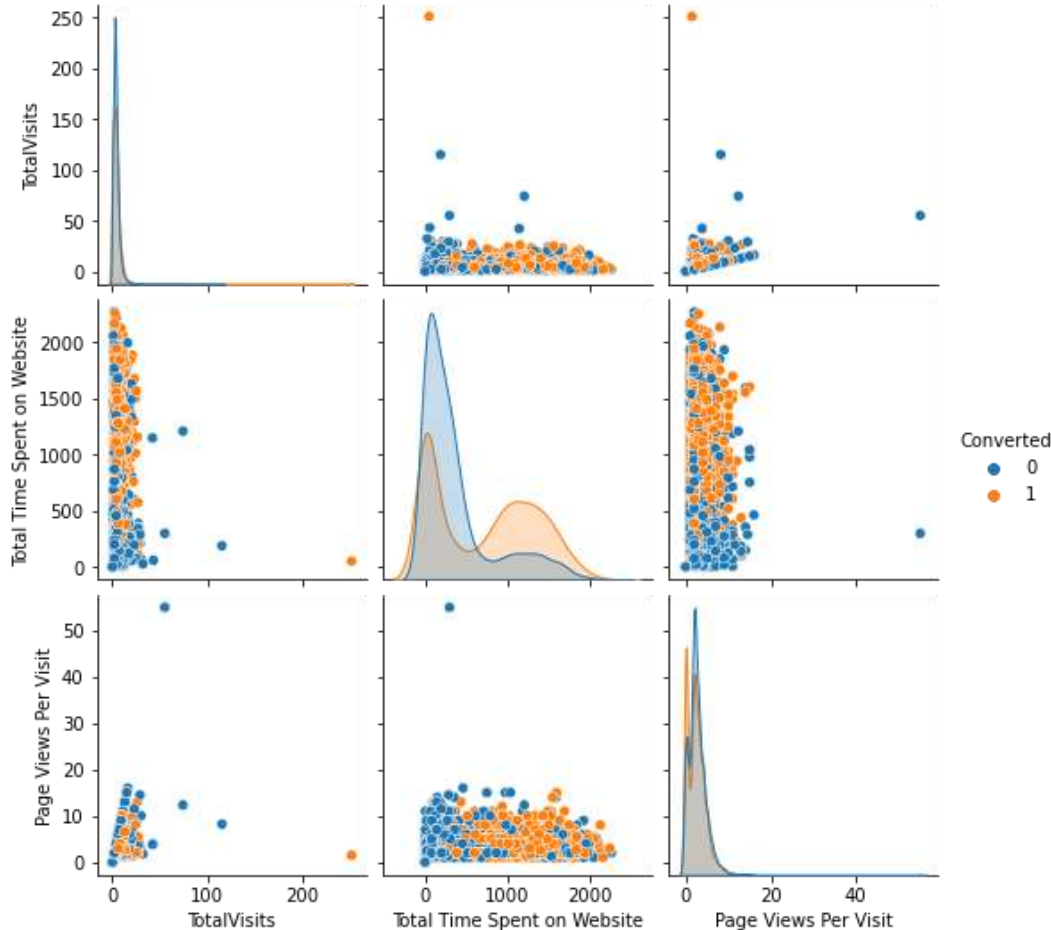 250
200
150
100
50
0
TotalVisits
2000
1500
1000
500
0
Total Time Spent on Website
Converted
0
1
50
40
30
20
10
0
Page Views Per Visit
0 100 200
0 1000 2000
0 20 40
TotalVisits
Total Time Spent on Website
Page Views Per Visit